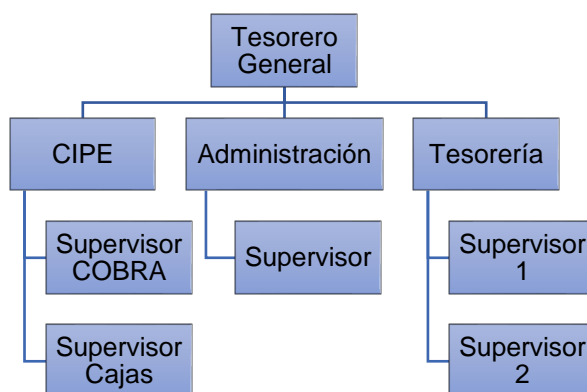 Tesorero
General
CIPE
Administración
Tesorería
Supervisor
COBRA
Supervisor
Supervisor
1
Supervisor
Cajas
Supervisor
2